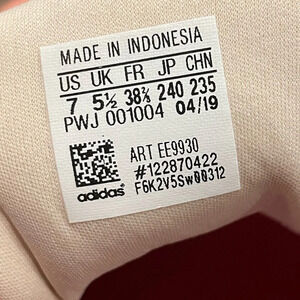 MADE IN INDONESIA
US UK FR JP CHN
7 5½ 38⅔ 240 235
PWJ 001004 04/19
ART EE9930
#122870422
adidas F6K2V5Sw00312